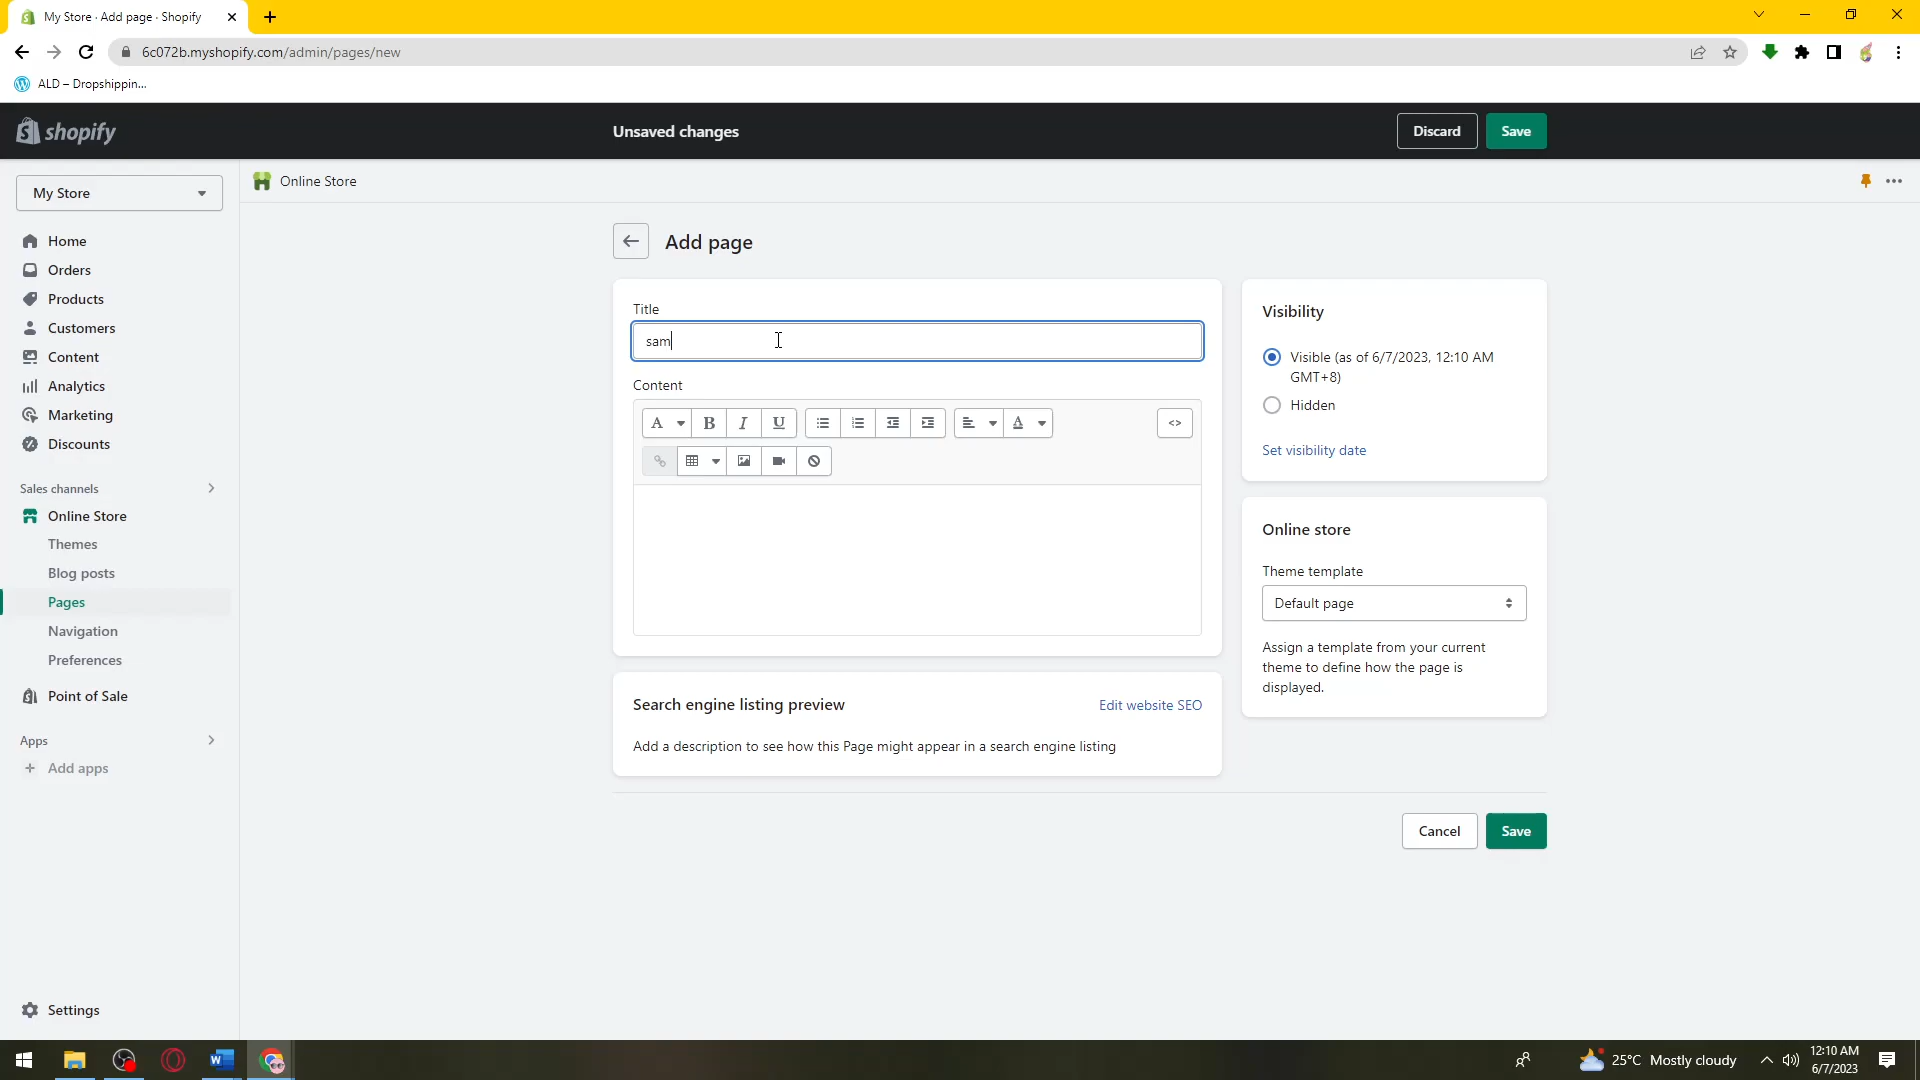 My Store · Add page · Shopify
6c072b.myshopify.com/admin/pages/new
ALD – Dropshippin...
shopify
Unsaved changes
Discard
Save
My Store
Online Store
Home
Orders
Products
Customers
Content
Analytics
Marketing
Discounts
Sales channels
Online Store
Themes
Blog posts
Pages
Navigation
Preferences
Point of Sale
Apps
Add apps
Settings
Add page
Title
sam
Content
A
B
I
U
A
<>
Search engine listing preview
Edit website SEO
Add a description to see how this Page might appear in a search engine listing
Visibility
Visible (as of 6/7/2023, 12:10 AM
GMT+8)
Hidden
Set visibility date
Online store
Theme template
Default page
Assign a template from your current
theme to define how the page is
displayed.
Cancel
Save
25°C Mostly cloudy
12:10 AM
6/7/2023